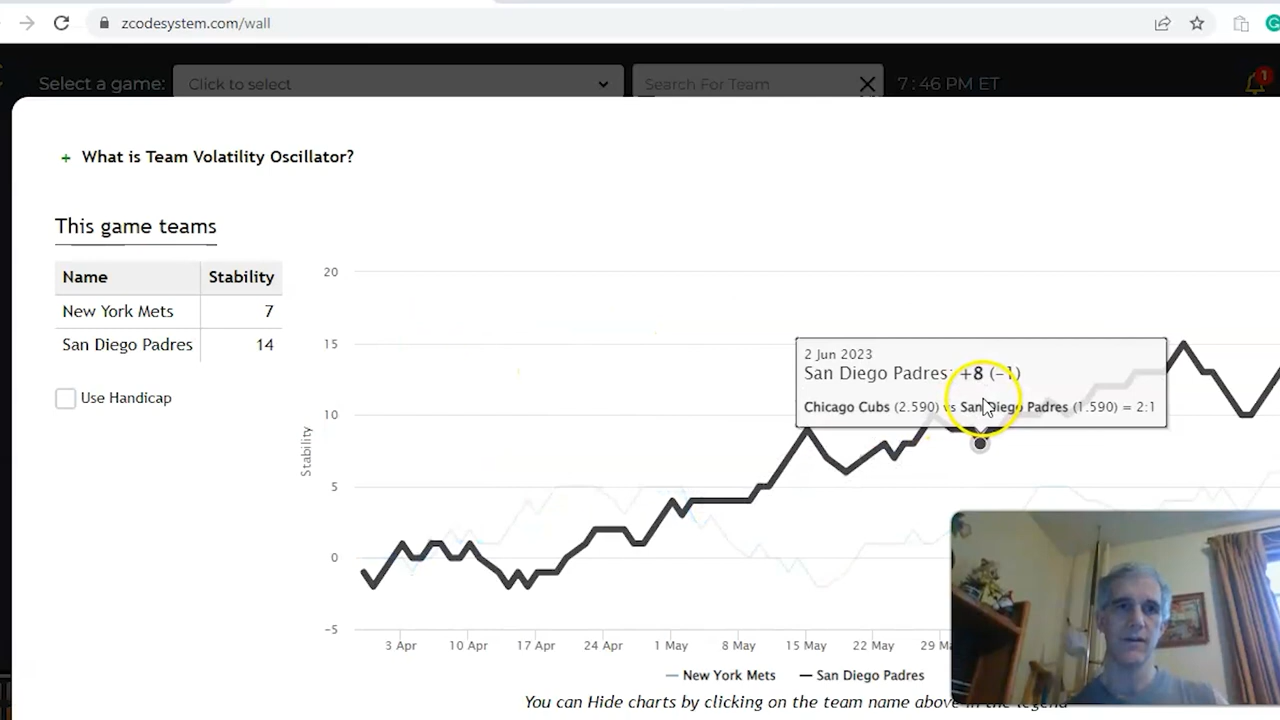 zcodesystem.com/wall
Select a game: Click to select Search For Team 7:46 PM ET
1
+ What is Team Volatility Oscillator?
This game teams
Name Stability
New York Mets 7
San Diego Padres 14
Use Handicap
Stability
20
15
10
5
0
−5
2 Jun 2023
San Diego Padres: +8 (−1)
Chicago Cubs (2.590) vs San Diego Padres (1.590) = 2:1
3 Apr 10 Apr 17 Apr 24 Apr 1 May 8 May 15 May 22 May 29
New York Mets San Diego Padres
You can Hide charts by clicking on the team name above in the legend